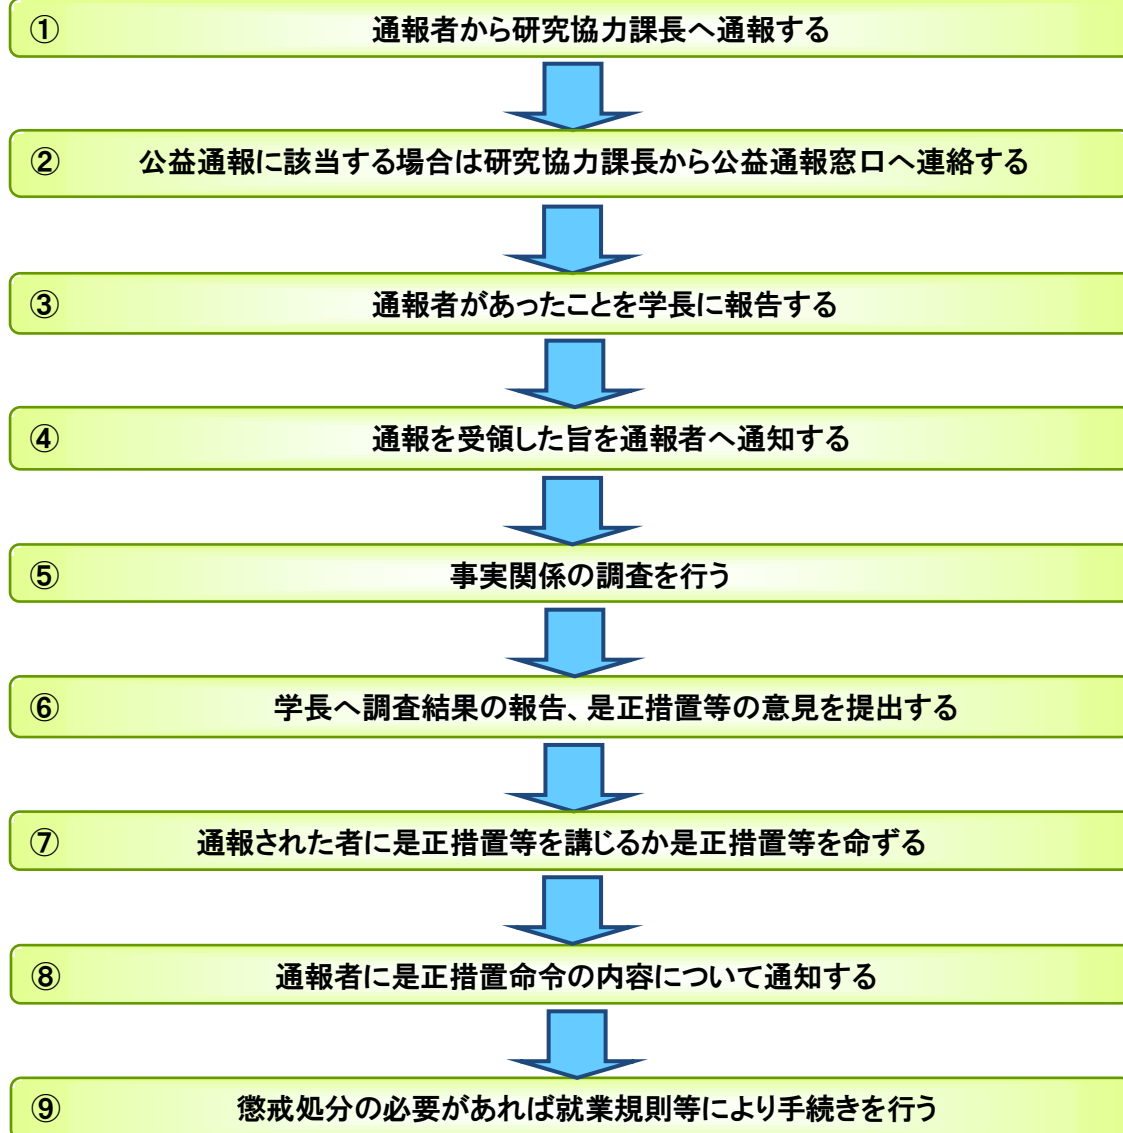 ① 通報者から研究協力課長へ通報する
② 公益通報に該当する場合は研究協力課長から公益通報窓口へ連絡する
③ 通報者があったことを学長に報告する
④ 通報を受領した旨を通報者へ通知する
⑤ 事実関係の調査を行う
⑥ 学長へ調査結果の報告、是正措置等の意見を提出する
⑦ 通報された者に是正措置等を講じるか是正措置等を命ずる
⑧ 通報者に是正措置命令の内容について通知する
⑨ 懲戒処分の必要があれば就業規則等により手続きを行う